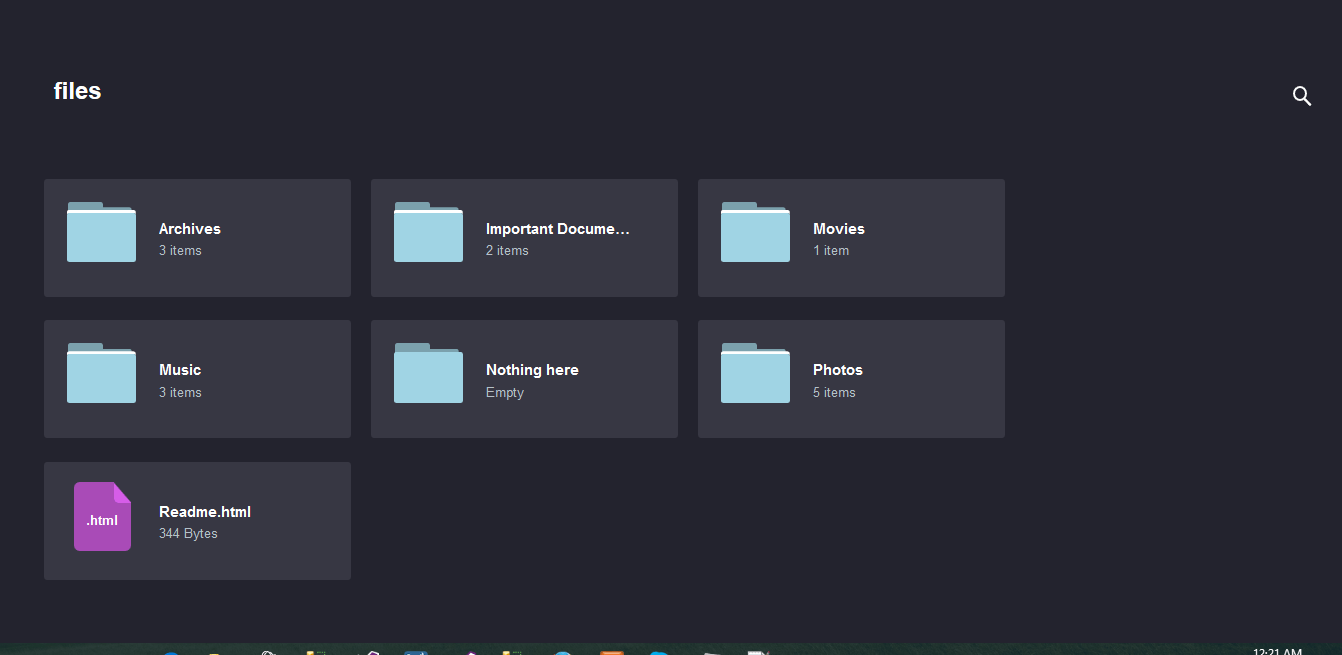 files
Archives
3 items
Important Docume...
2 items
Movies
1 item
Music
3 items
Nothing here
Empty
Photos
5 items
.html
Readme.html
344 Bytes
12:21 AM